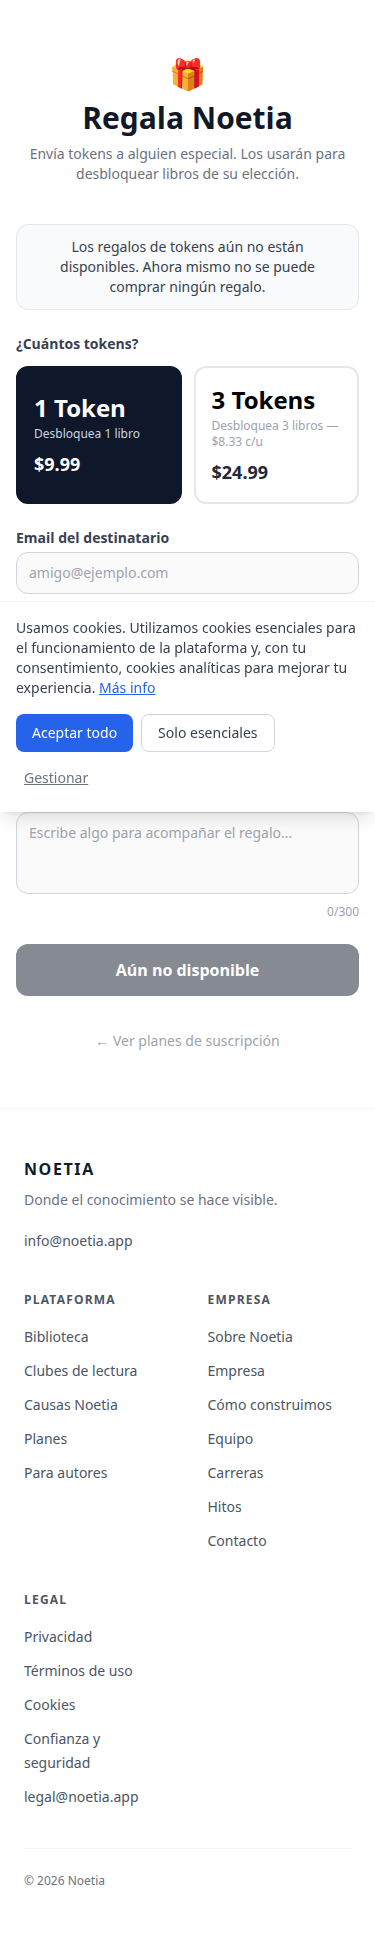 Regala Noetia
Envía tokens a alguien especial. Los usarán para
desbloquear libros de su elección.
Los regalos de tokens aún no están
disponibles. Ahora mismo no se puede
comprar ningún regalo.
¿Cuántos tokens?
1 Token
Desbloquea 1 libro
$9.99
3 Tokens
Desbloquea 3 libros —
$8.33 c/u
$24.99
Email del destinatario
amigo@ejemplo.com
Usamos cookies. Utilizamos cookies esenciales para
el funcionamiento de la plataforma y, con tu
consentimiento, cookies analíticas para mejorar tu
experiencia. Más info
Aceptar todo
Solo esenciales
Gestionar
Escribe algo para acompañar el regalo...
0/300
Aún no disponible
← Ver planes de suscripción
NOETIA
Donde el conocimiento se hace visible.
info@noetia.app
PLATAFORMA
Biblioteca
Clubes de lectura
Causas Noetia
Planes
Para autores
EMPRESA
Sobre Noetia
Empresa
Cómo construimos
Equipo
Carreras
Hitos
Contacto
LEGAL
Privacidad
Términos de uso
Cookies
Confianza y
seguridad
legal@noetia.app
© 2026 Noetia